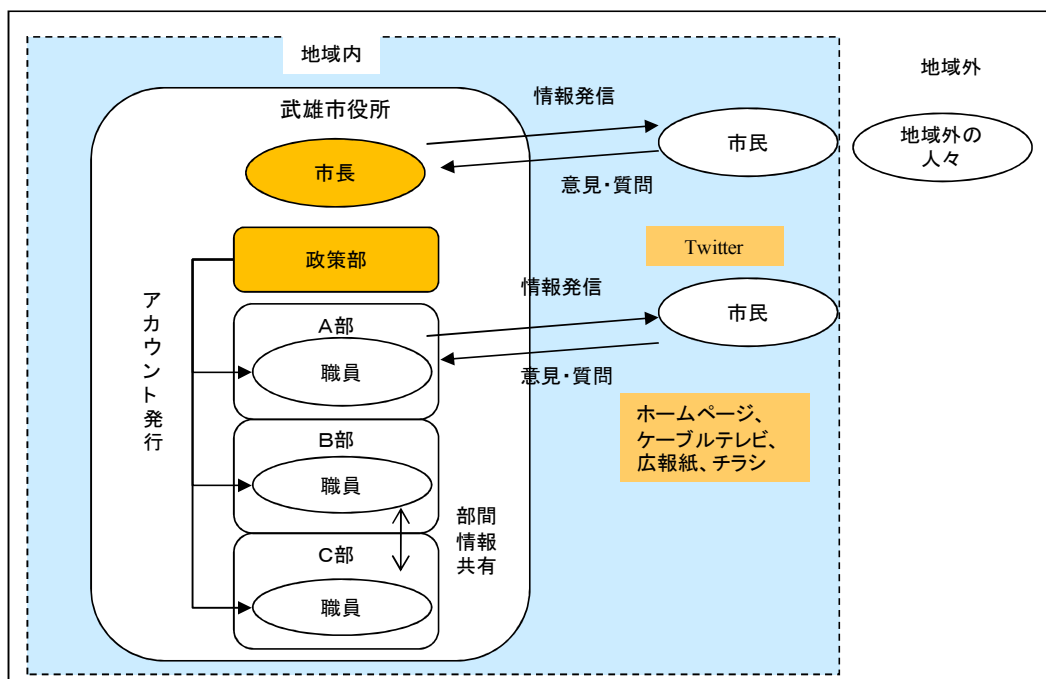 地域内
地域外
武雄市役所
情報発信
市民
地域外の
人々
市長
意見・質問
政策部
Twitter
情報発信
市民
アカウント発行
Ａ部
職員
意見・質問
ホームページ、
ケーブルテレビ、
広報紙、チラシ
Ｂ部
職員
部間
情報
共有
Ｃ部
職員